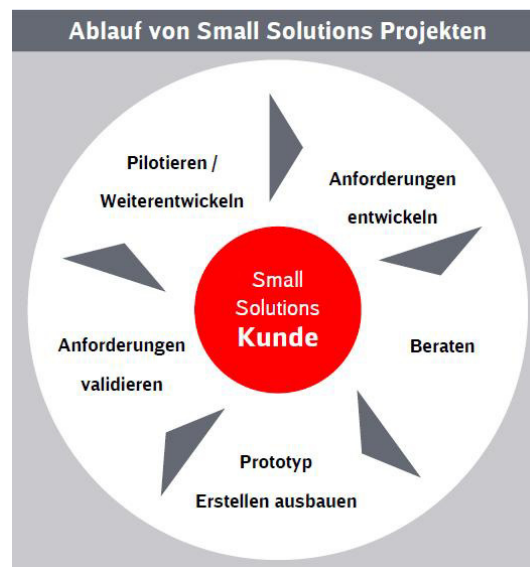 Ablauf von Small Solutions Projekten
Pilotieren /
Weiterentwickeln
Anforderungen
entwickeln
Small
Solutions
Kunde
Beraten
Anforderungen
validieren
Prototyp
Erstellen ausbauen